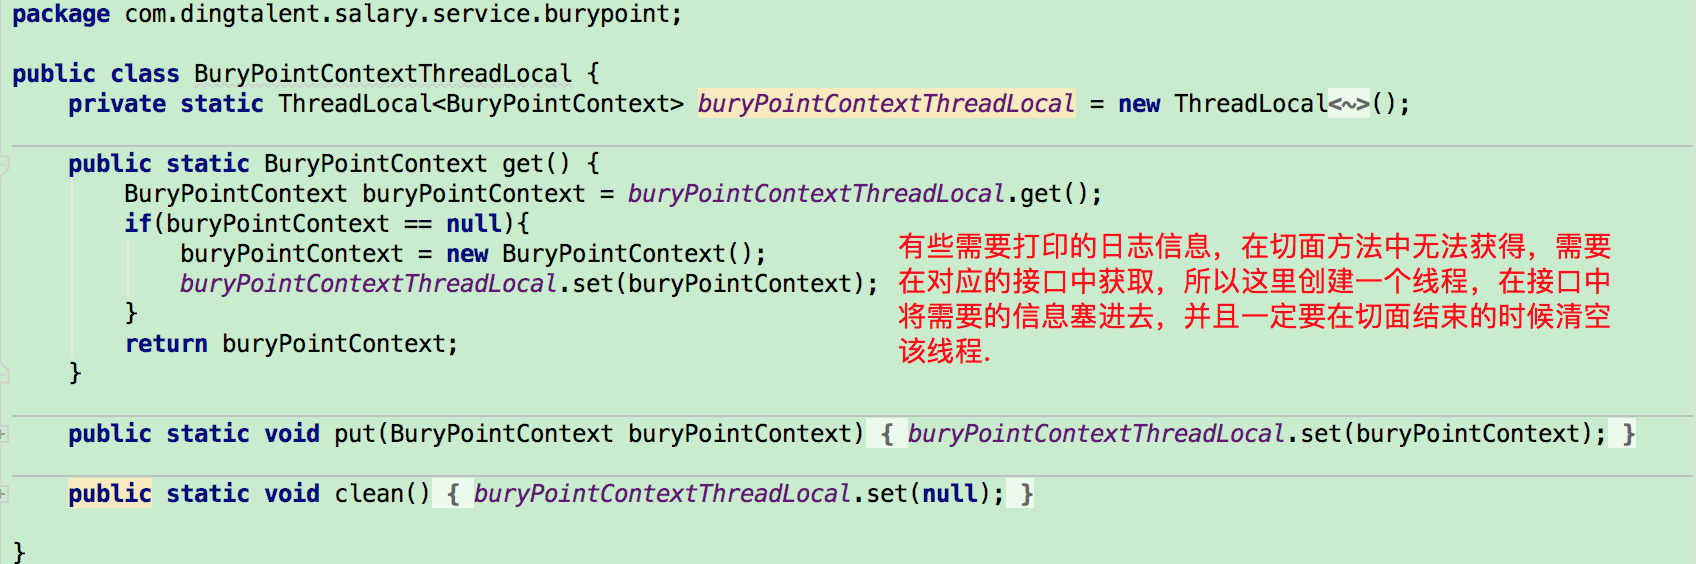 package com.dingtalent.salary.service.burypoint;
public class BuryPointContextThreadLocal {
private static ThreadLocal<BuryPointContext> buryPointContextThreadLocal = new ThreadLocal<~>();
public static BuryPointContext get() {
BuryPointContext buryPointContext = buryPointContextThreadLocal.get();
if(buryPointContext == null){
buryPointContext = new BuryPointContext();
buryPointContextThreadLocal.set(buryPointContext);
}
return buryPointContext;
}
有些需要打印的日志信息，在切面方法中无法获得，需要
在对应的接口中获取，所以这里创建一个线程，在接口中
将需要的信息塞进去，并且一定要在切面结束的时候清空
该线程.
public static void put(BuryPointContext buryPointContext) { buryPointContextThreadLocal.set(buryPointContext); }
public static void clean() { buryPointContextThreadLocal.set(null); }
}